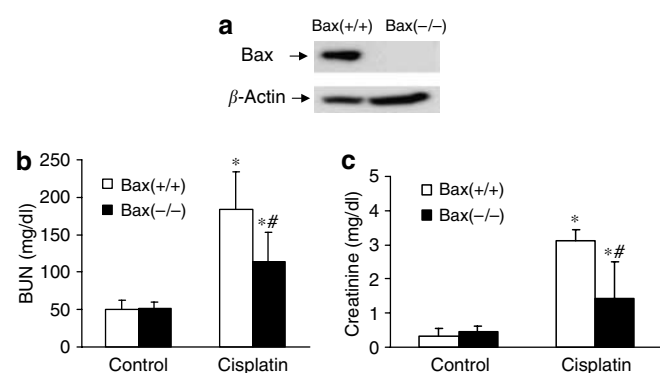 a
Bax(+/+) Bax(−/−)
Bax
β-Actin
b
250
200
150
100
50
0
BUN (mg/dl)
Bax(+/+)
Bax(−/−)
*
*#
Control Cisplatin
c
5
4
3
2
1
0
Creatinine (mg/dl)
Bax(+/+)
Bax(−/−)
*
*#
Control Cisplatin